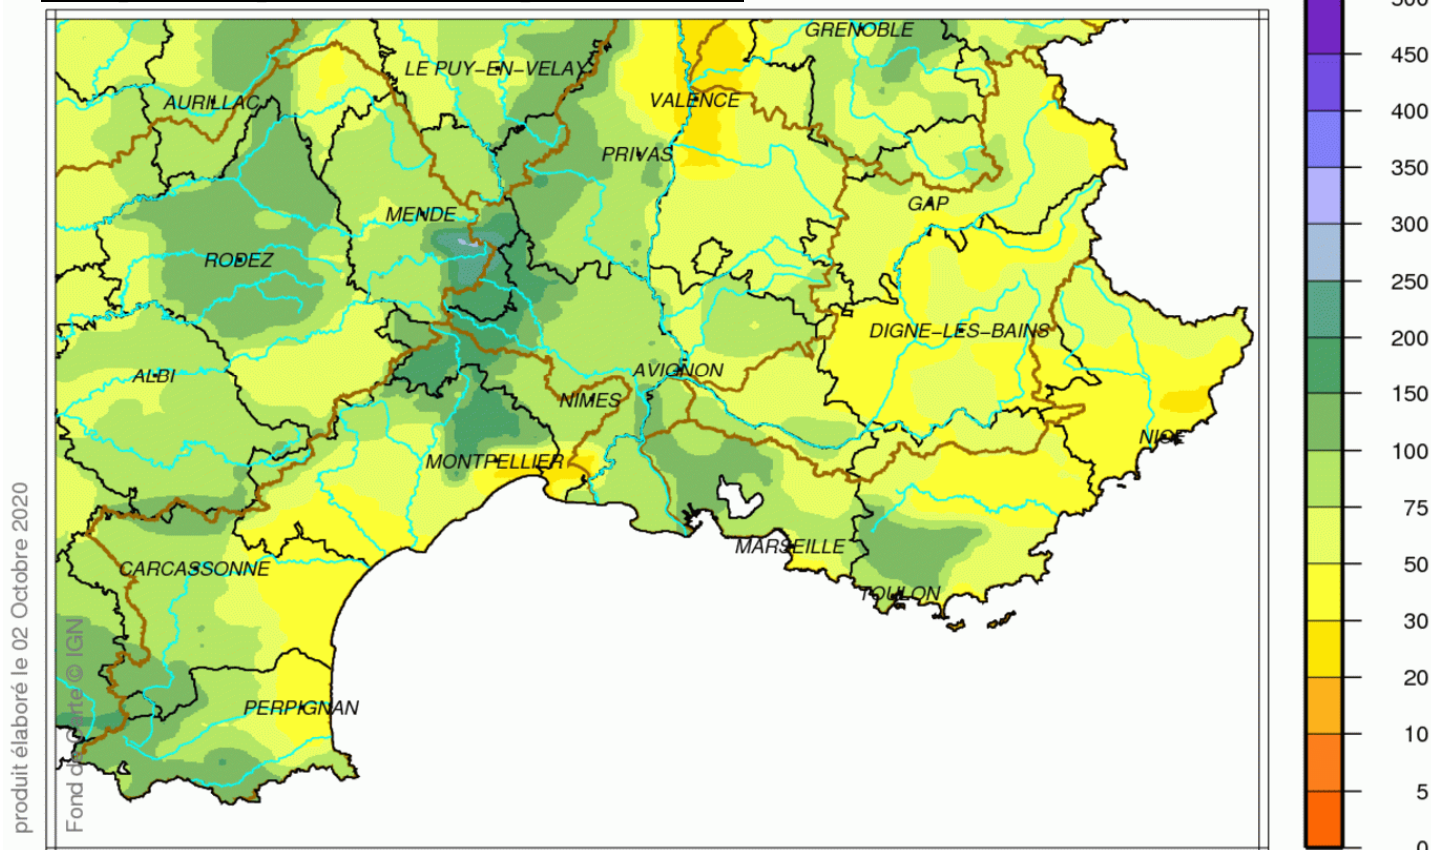 GRENOBLE
LE PUY-EN-VELAY
AURILLAC
VALENCE
PRIVAS
MENDE
GAP
RODEZ
DIGNE-LES-BAINS
ALBI
AVIGNON
NIMES
NICE
MONTPELLIER
MARSEILLE
CARCASSONNE
TOULON
PERPIGNAN
produit élaboré le 02 Octobre 2020
Fond de carte © IGN
500
450
400
350
300
250
200
150
100
75
50
30
20
10
5
0